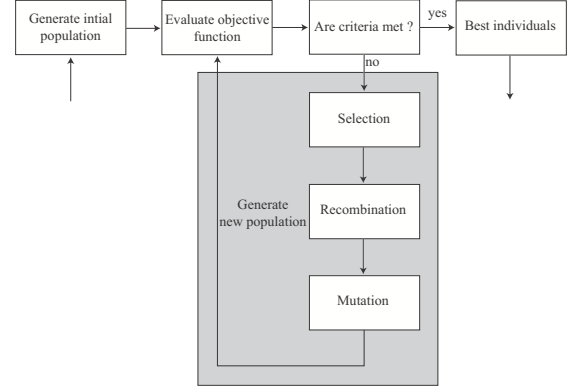 Generate intial
population
Evaluate objective
function
Are criteria met ?
yes
Best individuals
no
Selection
Generate
new population
Recombination
Mutation